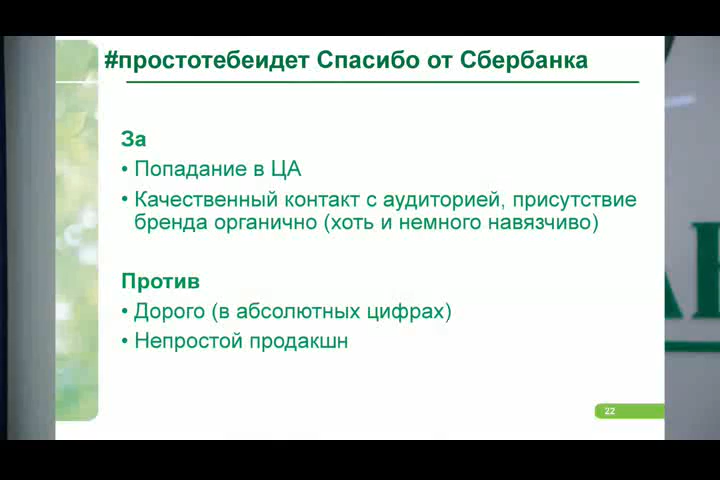 #простотебеидет Спасибо от Сбербанка
За
• Попадание в ЦА
• Качественный контакт с аудиторией, присутствие
бренда органично (хоть и немного навязчиво)
Против
• Дорого (в абсолютных цифрах)
• Непростой продакшн
22